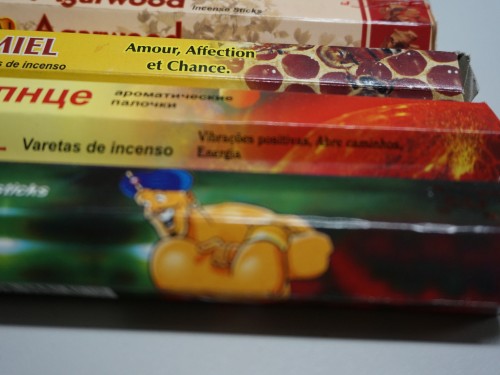 Agarwood
incense sticks
Agarwood
MIEL
Amour, Affection
et Chance.
de incenso
ароматические
палочки
Varetas de incenso
Vibrações positivas, Abre caminhos,
Energia
sticks